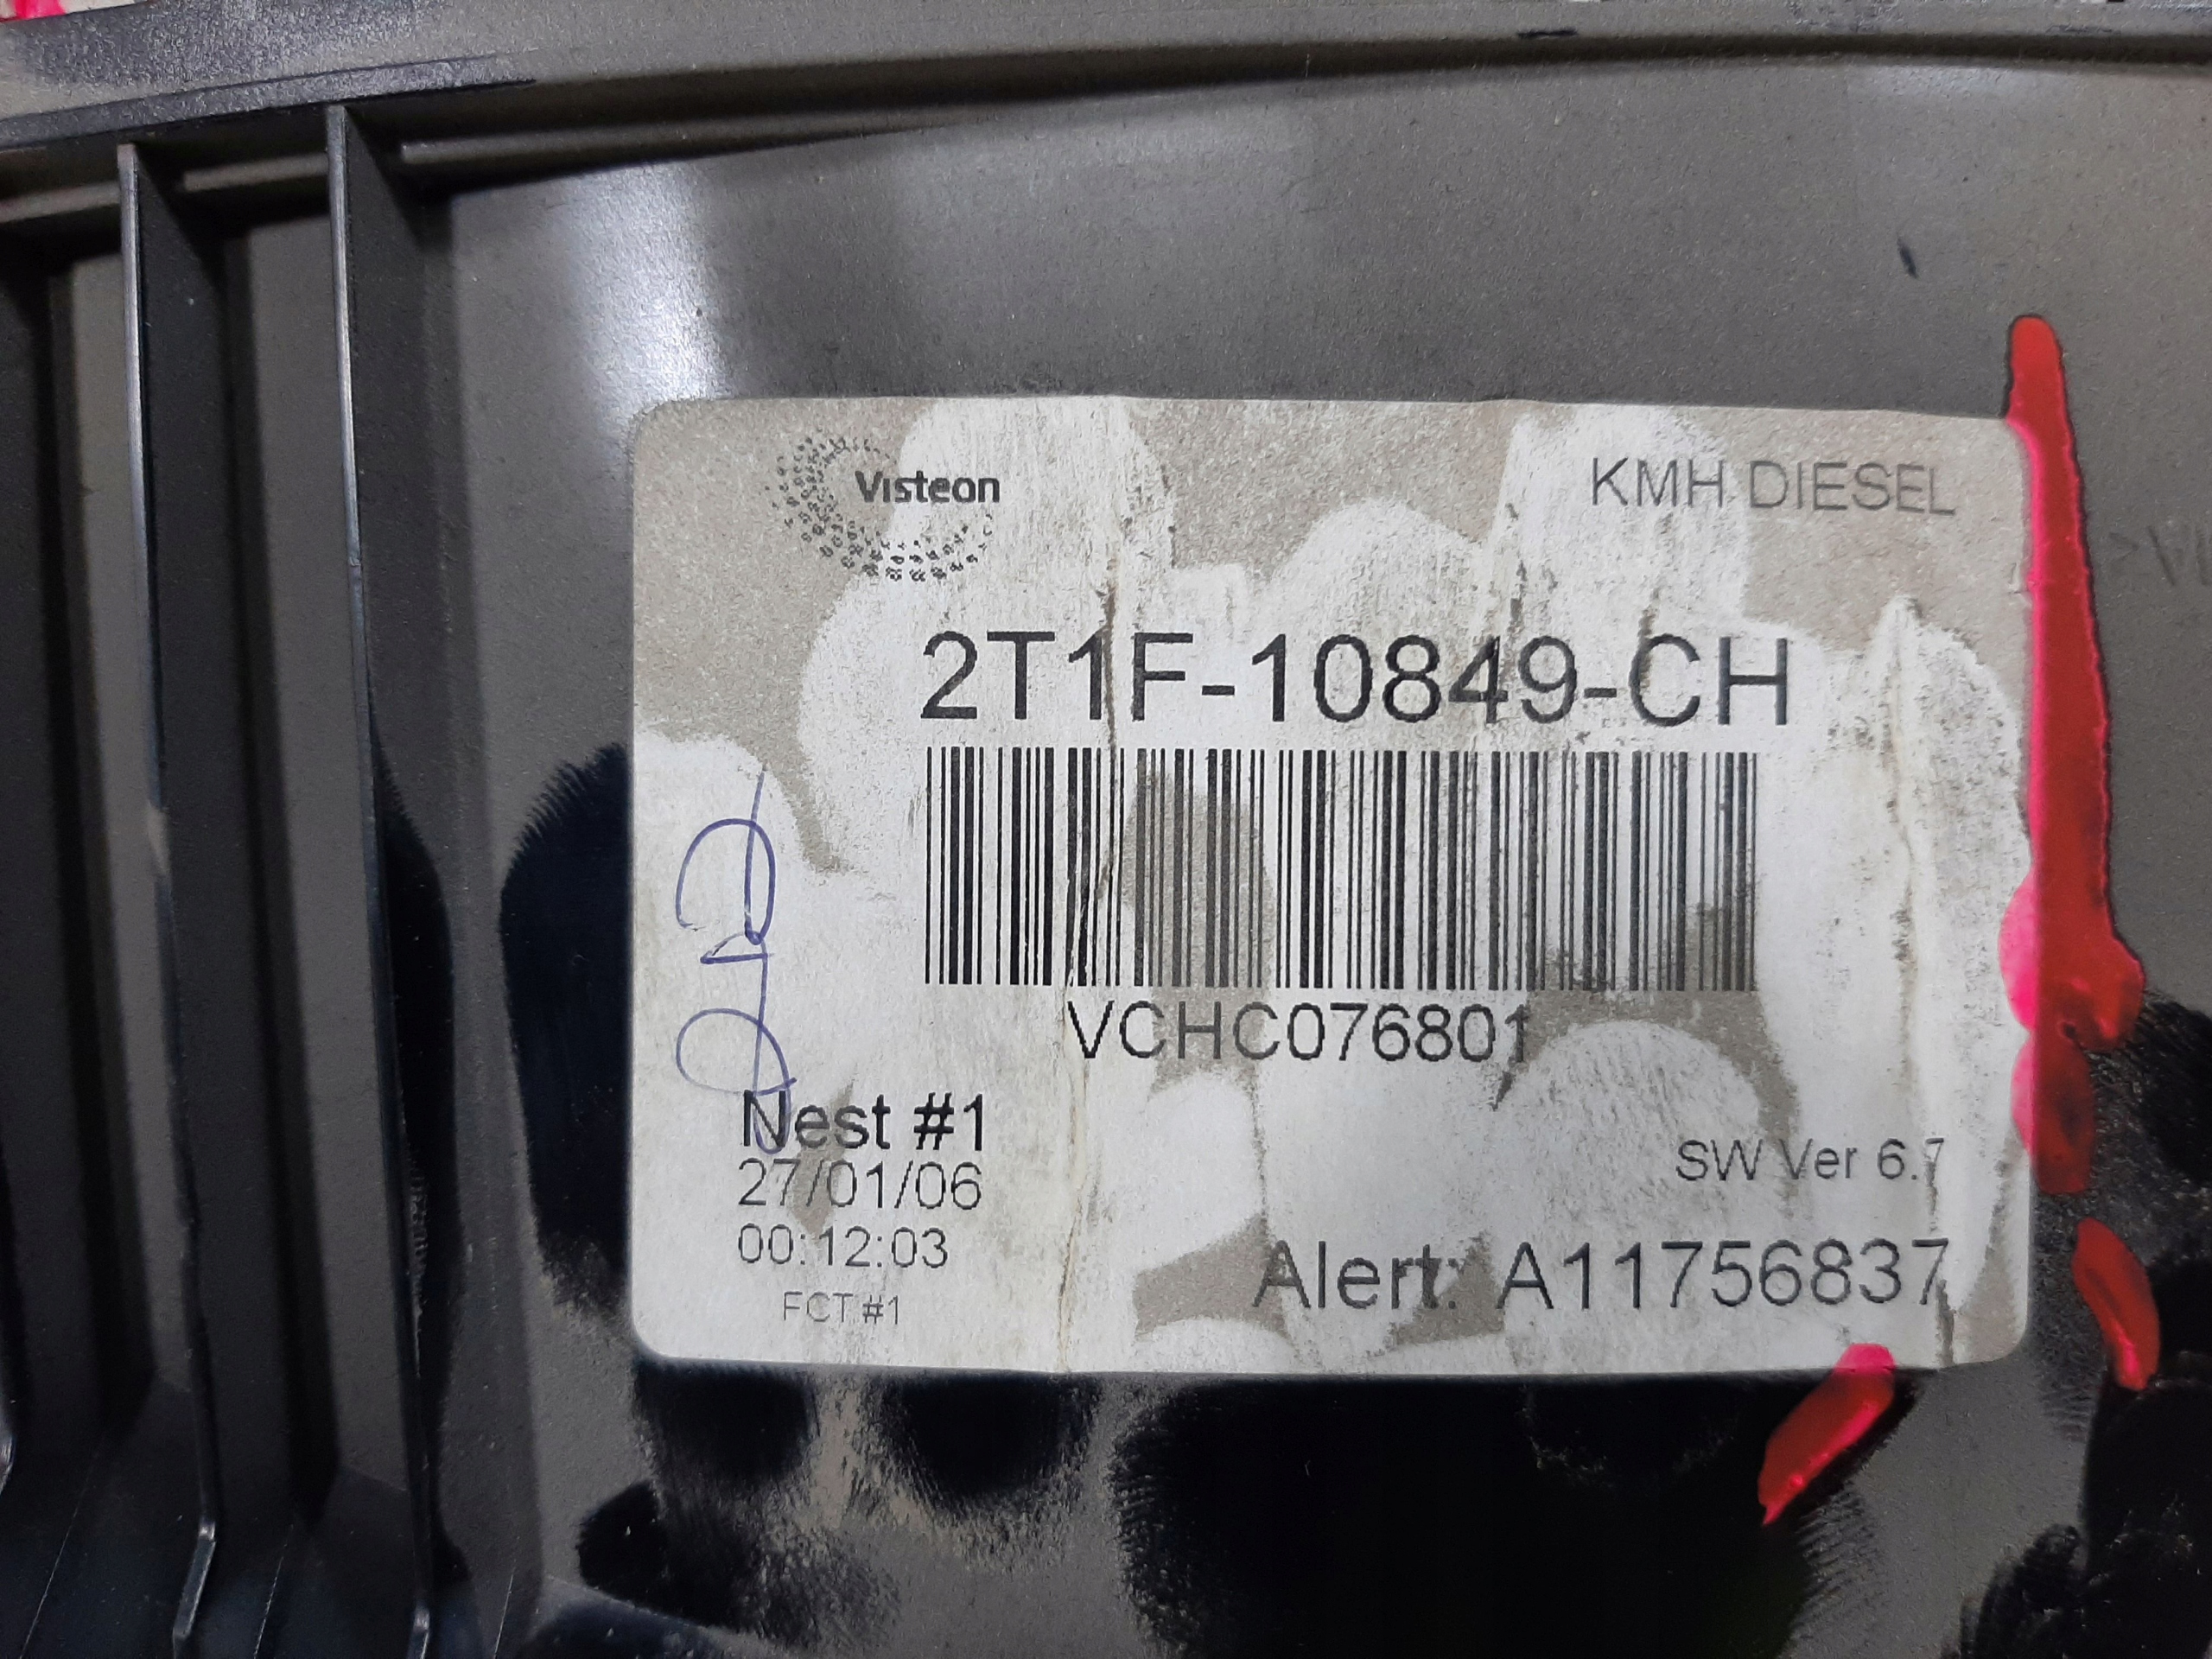 Visteon
KMH DIESEL
2T1F-10849-CH
VCHC076801
Nest #1
27/01/06
SW Ver 6.7
00:12:03
Alert: A11756837
FCT #1